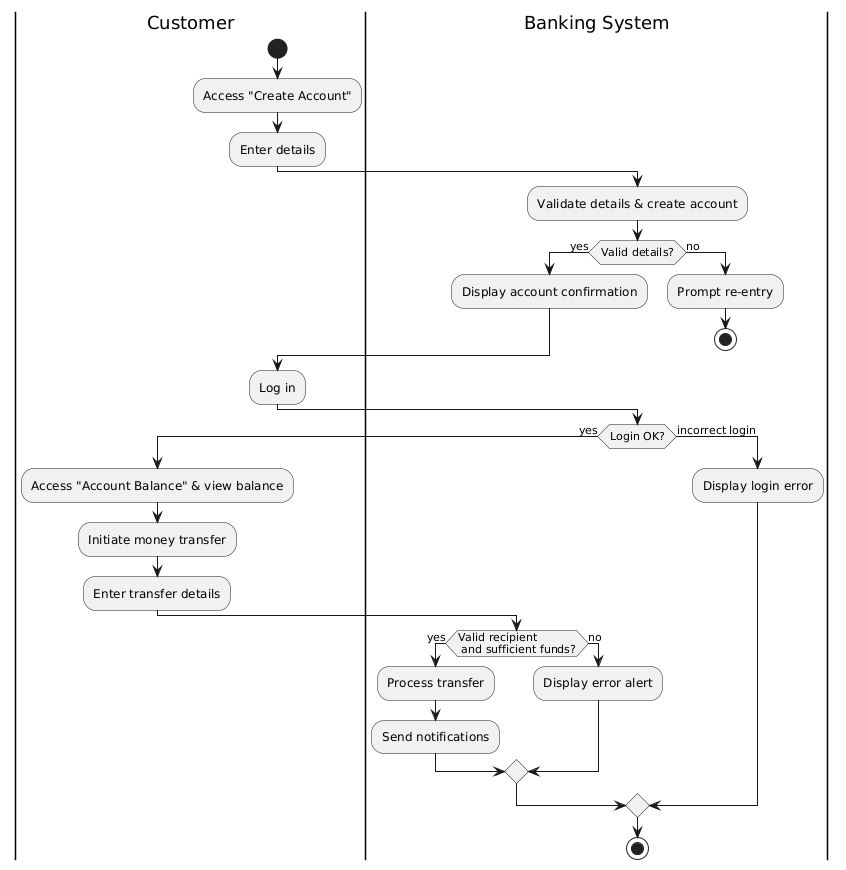 Customer
Banking System
Access "Create Account"
Enter details
Validate details & create account
yes
Valid details?
no
Display account confirmation
Prompt re-entry
Log in
yes
Login OK?
incorrect login
Access "Account Balance" & view balance
Display login error
Initiate money transfer
Enter transfer details
yes
Valid recipient
and sufficient funds?
no
Process transfer
Display error alert
Send notifications